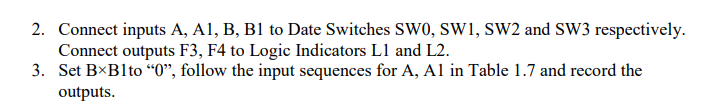 2. Connect inputs A, A1, B, B1 to Date Switches SW0, SW1, SW2 and SW3 respectively.
Connect outputs F3, F4 to Logic Indicators L1 and L2.
3. Set B×B1to “0”, follow the input sequences for A, A1 in Table 1.7 and record the
outputs.